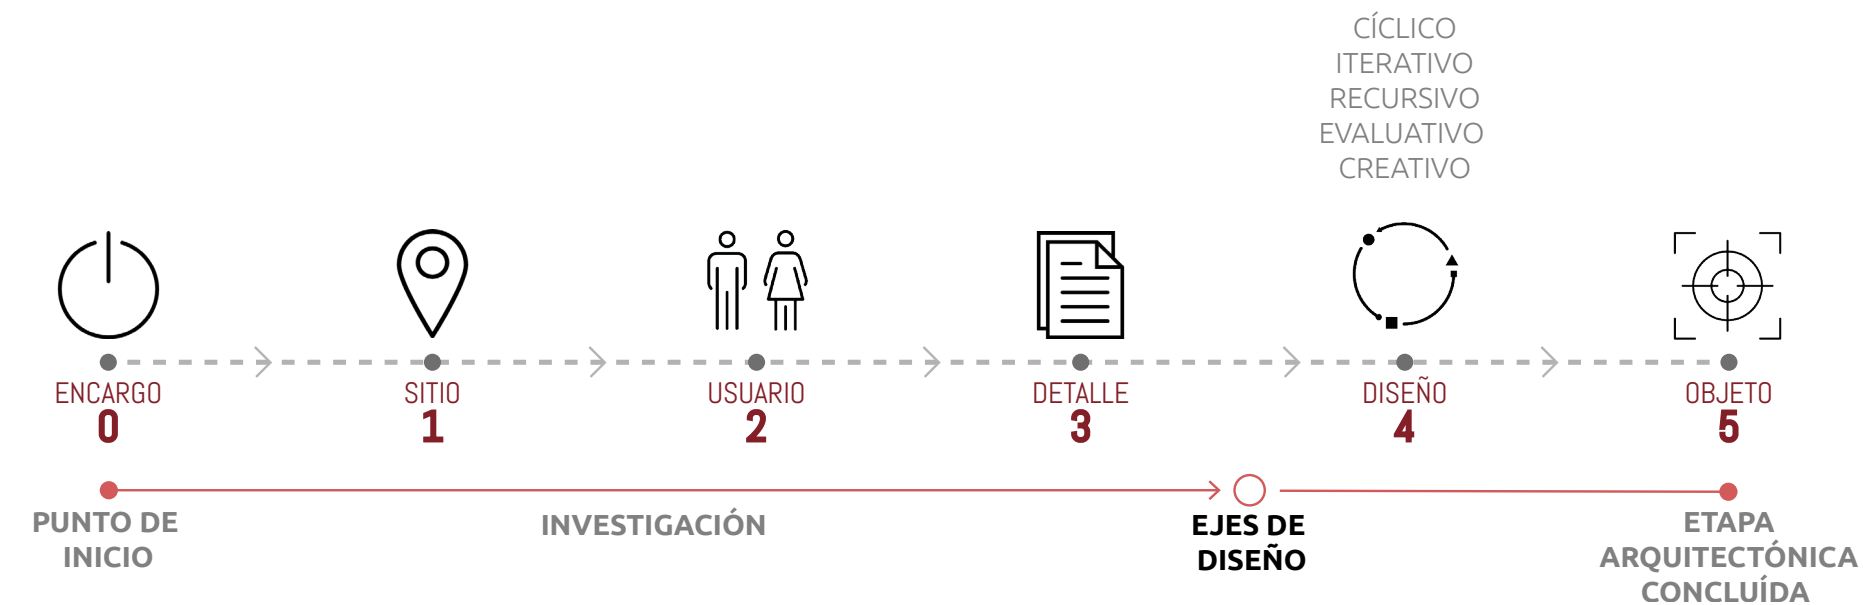 CÍCLICO
ITERATIVO
RECURSIVO
EVALUATIVO
CREATIVO
ENCARGO
0
SITIO
1
USUARIO
2
DETALLE
3
DISEÑO
4
OBJETO
5
PUNTO DE
INICIO
INVESTIGACIÓN
EJES DE
DISEÑO
ETAPA
ARQUITECTÓNICA
CONCLUÍDA